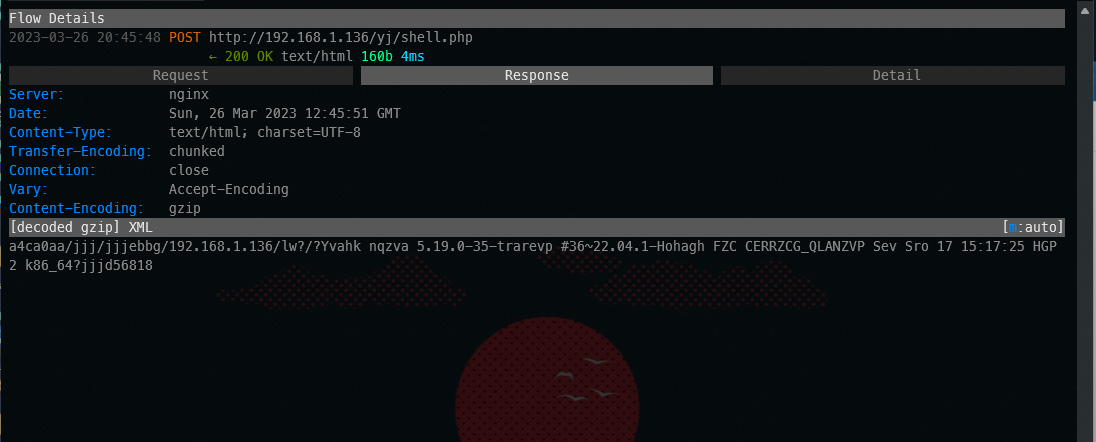 Flow Details
2023-03-26 20:45:48 POST http://192.168.1.136/yj/shell.php
← 200 OK text/html 160b 4ms
Request Response Detail
Server: nginx
Date: Sun, 26 Mar 2023 12:45:51 GMT
Content-Type: text/html; charset=UTF-8
Transfer-Encoding: chunked
Connection: close
Vary: Accept-Encoding
Content-Encoding: gzip
[decoded gzip] XML [m:auto]
a4ca0aa/jjj/jjjebbg/192.168.1.136/lw?/?Yvahk nqzva 5.19.0-35-trarevp #36~22.04.1-Hohagh FZC CERRZCG_QLANZVP Sev Sro 17 15:17:25 HGP
2 k86_64?jjjd56818